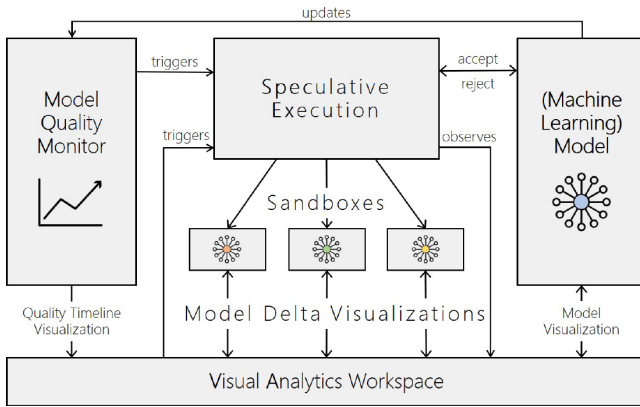 updates
triggers
accept
reject
Speculative
Execution
Model
Quality
Monitor
(Machine
Learning)
Model
triggers
observes
Sandboxes
Model Delta Visualizations
Quality Timeline
Visualization
Model
Visualization
Visual Analytics Workspace